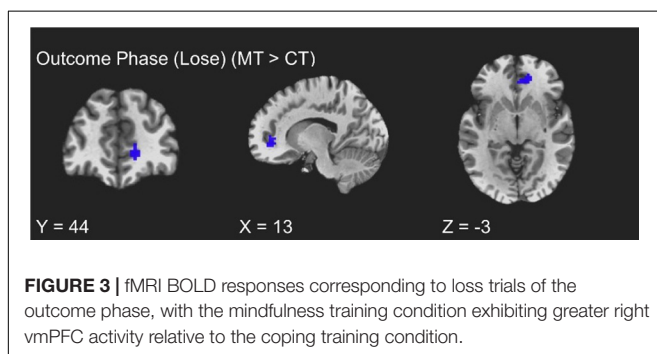 Outcome Phase (Lose) (MT > CT)
Y = 44 X = 13 Z = -3
FIGURE 3 | fMRI BOLD responses corresponding to loss trials of the
outcome phase, with the mindfulness training condition exhibiting greater right
vmPFC activity relative to the coping training condition.